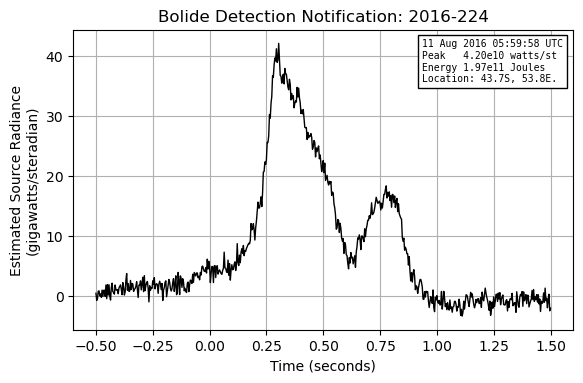 Bolide Detection Notification: 2016-224
11 Aug 2016 05:59:58 UTC
Peak   4.20e10 watts/st
Energy 1.97e11 Joules
Location: 43.7S, 53.8E.
Estimated Source Radiance
(gigawatts/steradian)
40
30
20
10
0
−0.50 −0.25 0.00 0.25 0.50 0.75 1.00 1.25 1.50
Time (seconds)